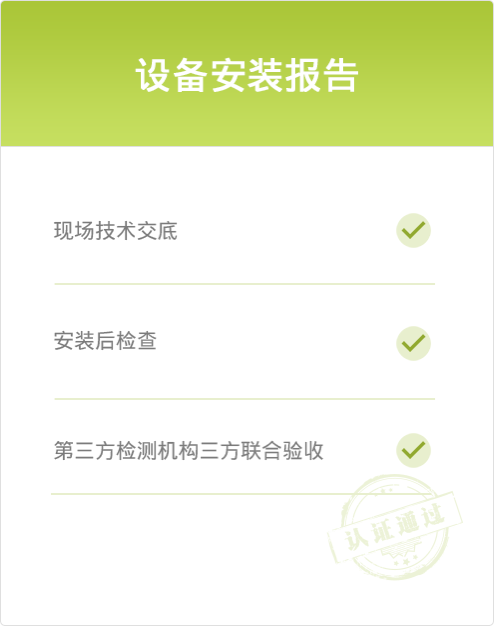 设备安装报告
现场技术交底
安装后检查
第三方检测机构三方联合验收
认证通过